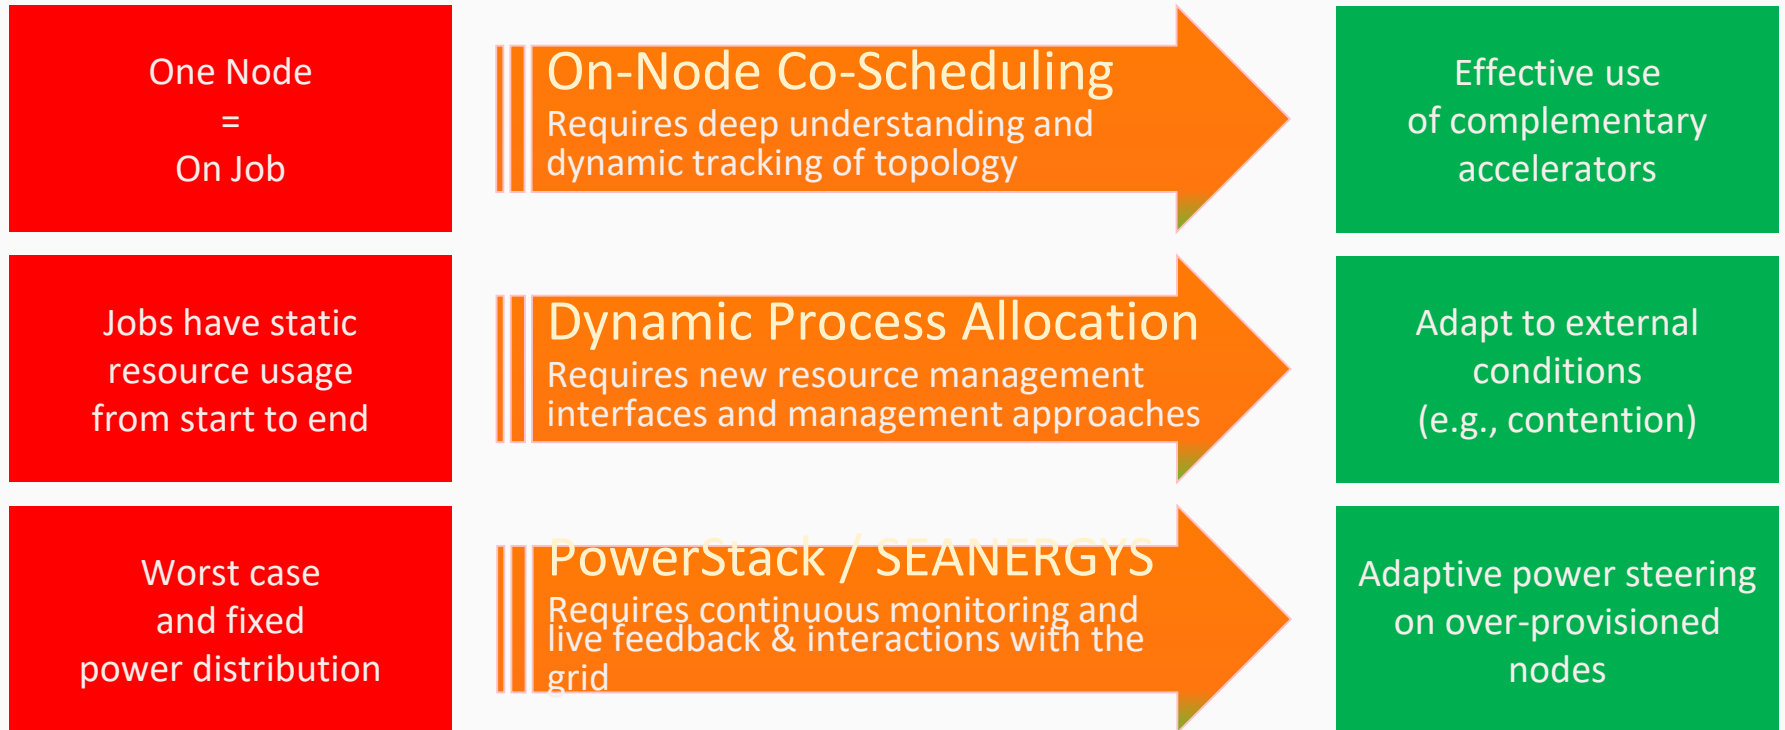 One Node
=
On Job
On-Node Co-Scheduling
Requires deep understanding and
dynamic tracking of topology
Effective use
of complementary
accelerators
Jobs have static
resource usage
from start to end
Dynamic Process Allocation
Requires new resource management
interfaces and management approaches
Adapt to external
conditions
(e.g., contention)
Worst case
and fixed
power distribution
PowerStack / SEANERGYS
Requires continuous monitoring and
live feedback & interactions with the
grid
Adaptive power steering
on over-provisioned
nodes